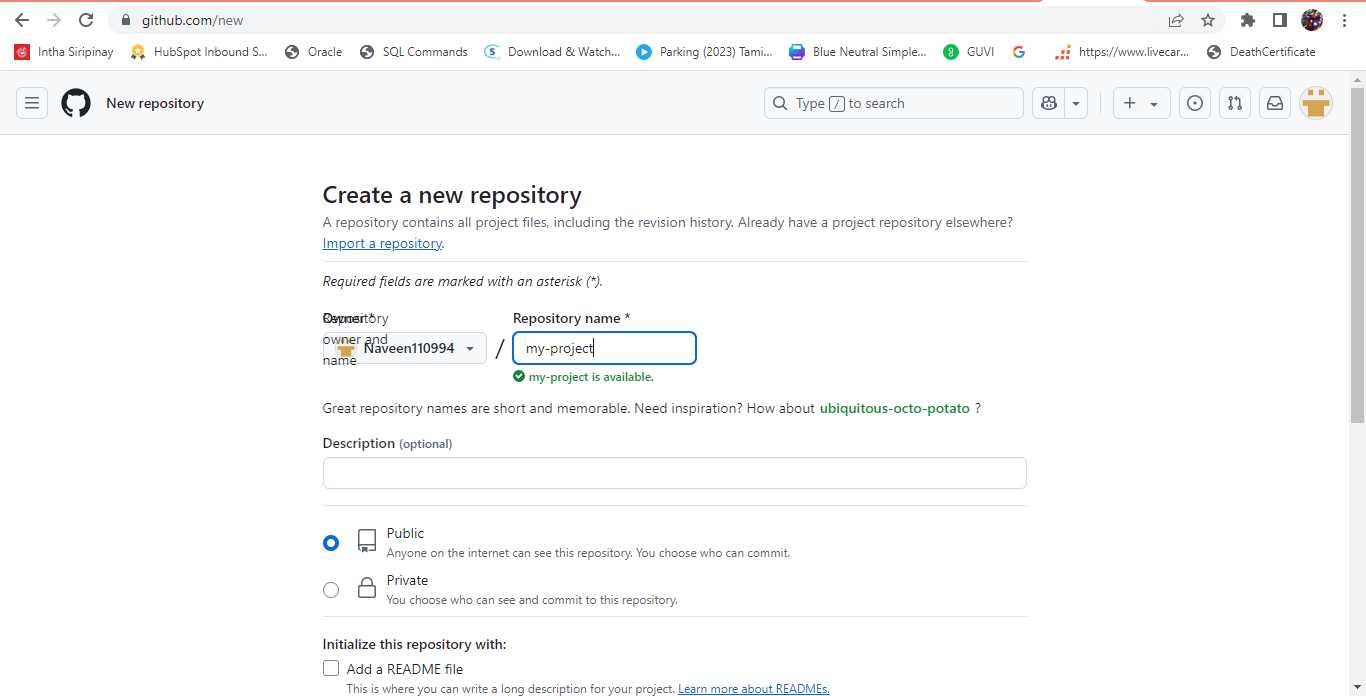 github.com/new
Intha Siripinay HubSpot Inbound S... Oracle SQL Commands Download & Watch... Parking (2023) Tami... Blue Neutral Simple... GUVI https://www.livecar... DeathCertificate
New repository Type / to search
Create a new repository
A repository contains all project files, including the revision history. Already have a project repository elsewhere?
Import a repository.
Required fields are marked with an asterisk (*).
Owner * Repository name *
Repository
owner and
name
Naveen110994 / my-project
my-project is available.
Great repository names are short and memorable. Need inspiration? How about ubiquitous-octo-potato ?
Description (optional)
Public
Anyone on the internet can see this repository. You choose who can commit.
Private
You choose who can see and commit to this repository.
Initialize this repository with:
Add a README file
This is where you can write a long description for your project. Learn more about READMEs.